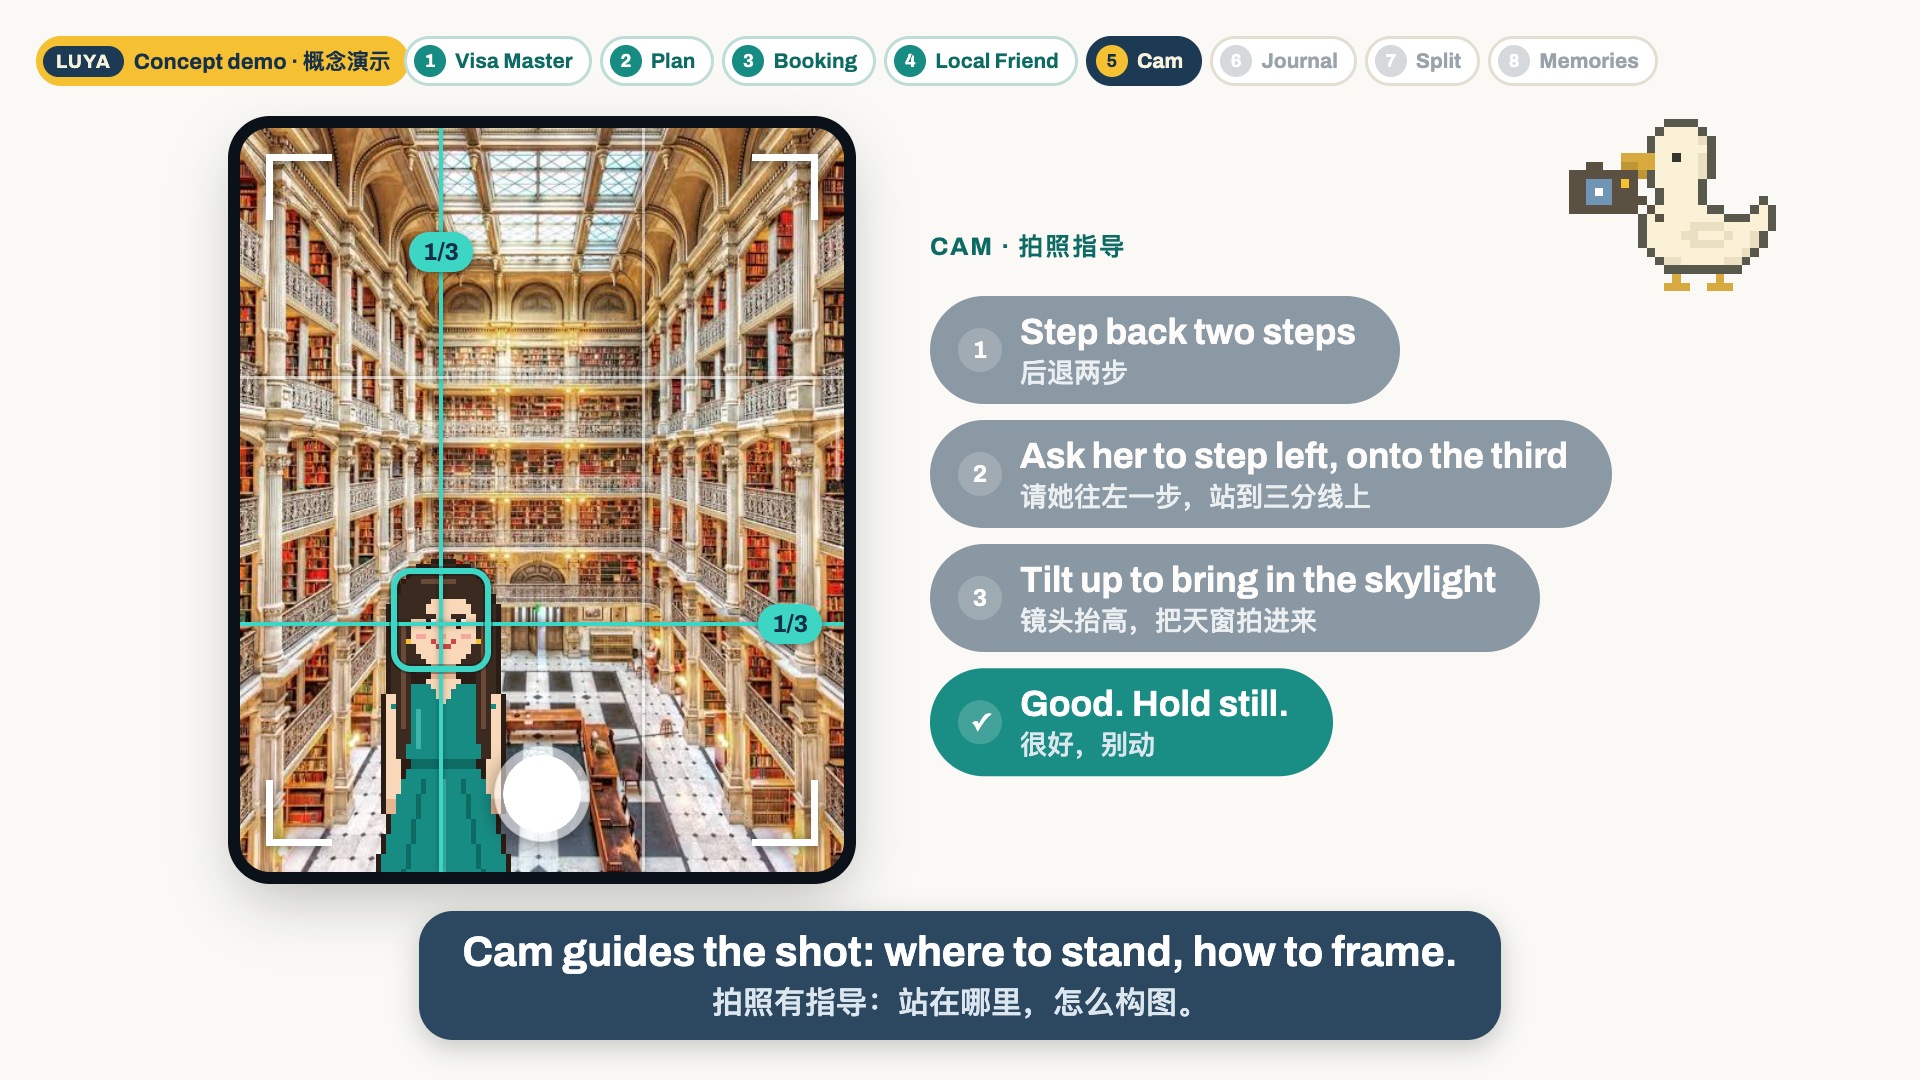 LUYA Concept demo · 概念演示 1 Visa Master 2 Plan 3 Booking 4 Local Friend 5 Cam 6 Journal 7 Split 8 Memories
1/3
1/3
CAM · 拍照指导
1 Step back two steps
后退两步
2 Ask her to step left, onto the third
请她往左一步，站到三分线上
3 Tilt up to bring in the skylight
镜头抬高，把天窗拍进来
✓ Good. Hold still.
很好，别动
Cam guides the shot: where to stand, how to frame.
拍照有指导：站在哪里，怎么构图。